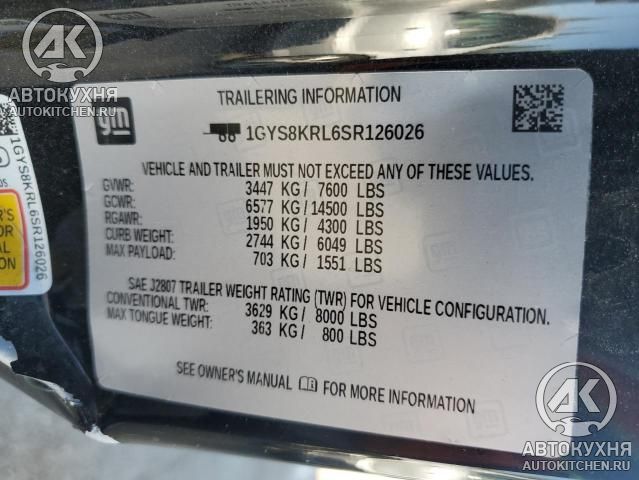 АВТОКУХНЯ
AUTOKITCHEN.RU
gm
TRAILERING INFORMATION
1GYS8KRL6SR126026
VEHICLE AND TRAILER MUST NOT EXCEED ANY OF THESE VALUES.
GVWR: 3447 KG / 7600 LBS
GCWR: 6577 KG / 14500 LBS
RGAWR: 1950 KG / 4300 LBS
CURB WEIGHT: 2744 KG / 6049 LBS
MAX PAYLOAD: 703 KG / 1551 LBS
SAE J2807 TRAILER WEIGHT RATING (TWR) FOR VEHICLE CONFIGURATION.
CONVENTIONAL TWR: 3629 KG / 8000 LBS
MAX TONGUE WEIGHT: 363 KG / 800 LBS
SEE OWNER'S MANUAL FOR MORE INFORMATION
1GYS8KRL6SR126026
AK
АВТОКУХНЯ
AUTOKITCHEN.RU